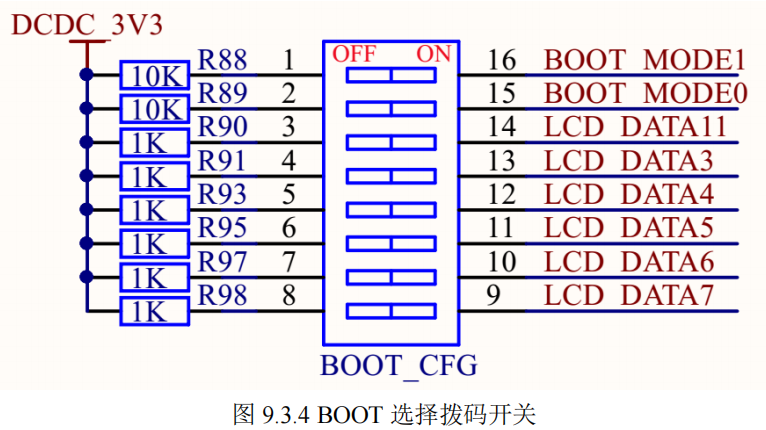 DCDC_3V3
OFF ON
10K R88 1 16 BOOT_MODE1
10K R89 2 15 BOOT_MODE0
1K R90 3 14 LCD_DATA11
1K R91 4 13 LCD_DATA3
1K R93 5 12 LCD_DATA4
1K R95 6 11 LCD_DATA5
1K R97 7 10 LCD_DATA6
1K R98 8 9 LCD_DATA7
BOOT_CFG
图 9.3.4 BOOT 选择拨码开关